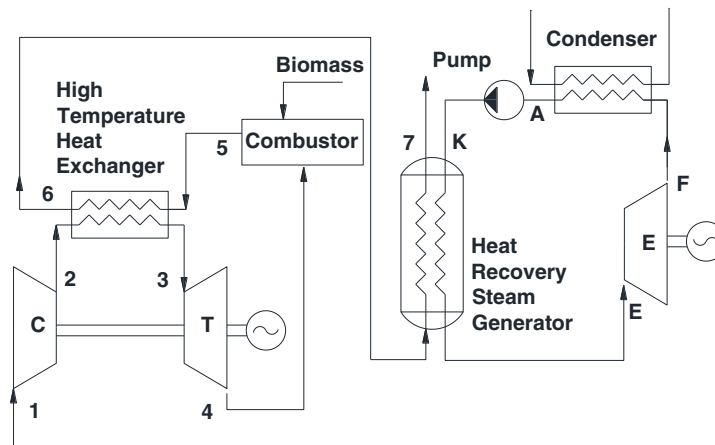 Condenser
Biomass
Pump
High
Temperature
Heat
Exchanger
5
Combustor
A
7
K
6
F
2
3
Heat
Recovery
Steam
Generator
E
E
C
T
1
4